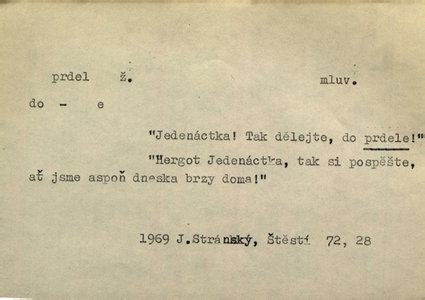 prdel ž. mluv.
do - e
"Jedenáctka! Tak dělejte, do prdele!"
"Hergot Jedenáctka, tak si pospěšte,
ať jsme aspoň dneska brzy doma!"
1969 J.Stránský, Štěstí 72, 28